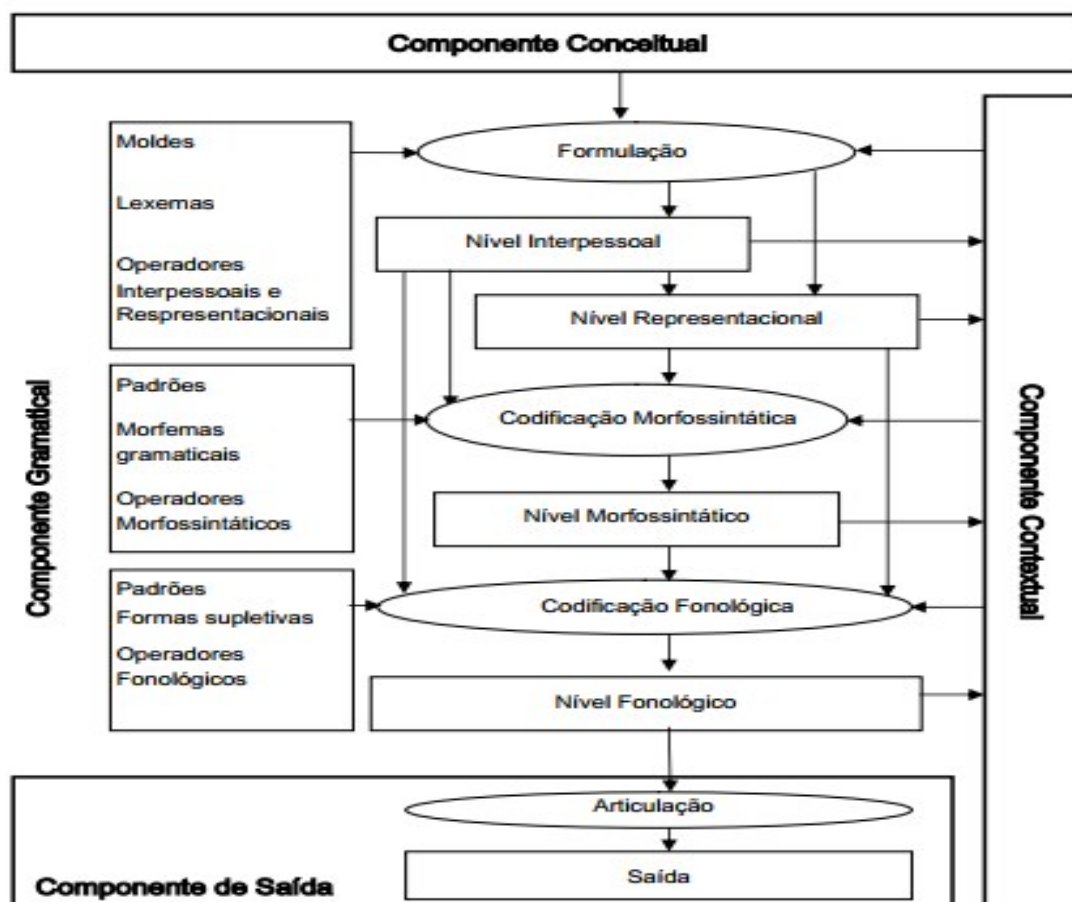 Componente Conceitual
Moldes
Formulação
Lexemas
Nível Interpessoal
Operadores
Interpessoais e
Respresentacionais
Nível Representacional
Componente Gramatical
Componente Contextual
Padrões
Codificação Morfossintática
Morfemas
gramaticais
Operadores
Morfossintáticos
Nível Morfossintático
Padrões
Formas supletivas
Codificação Fonológica
Operadores
Fonológicos
Nível Fonológico
Articulação
Saída
Componente de Saída